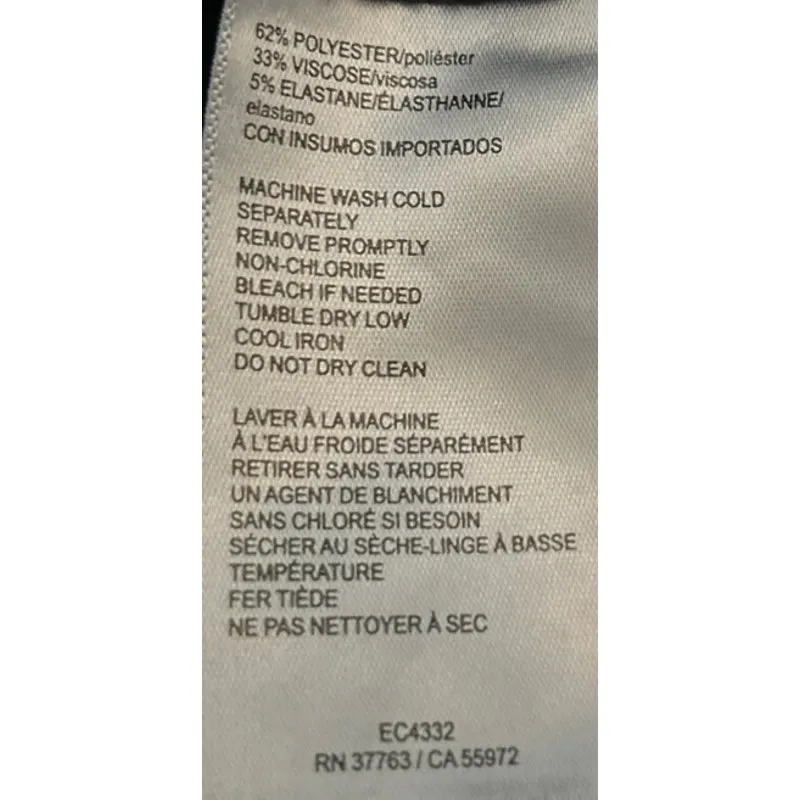 62% POLYESTER/poliéster
33% VISCOSE/viscosa
5% ELASTANE/ÉLASTHANNE/
elastano
CON INSUMOS IMPORTADOS
MACHINE WASH COLD
SEPARATELY
REMOVE PROMPTLY
NON-CHLORINE
BLEACH IF NEEDED
TUMBLE DRY LOW
COOL IRON
DO NOT DRY CLEAN
LAVER À LA MACHINE
À L'EAU FROIDE SÉPARÉMENT
RETIRER SANS TARDER
UN AGENT DE BLANCHIMENT
SANS CHLORÉ SI BESOIN
SÉCHER AU SÈCHE-LINGE À BASSE
TEMPÉRATURE
FER TIÈDE
NE PAS NETTOYER À SEC
EC4332
RN 37763 / CA 55972